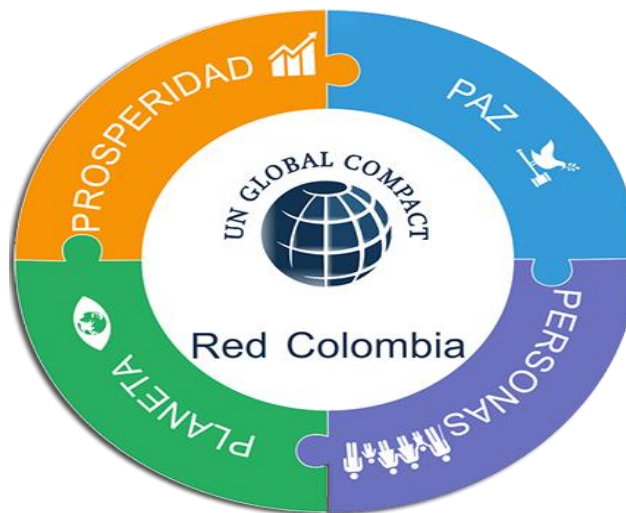 PROSPERIDAD
PAZ
UN GLOBAL COMPACT
Red Colombia
PLANETA
PERSONAS